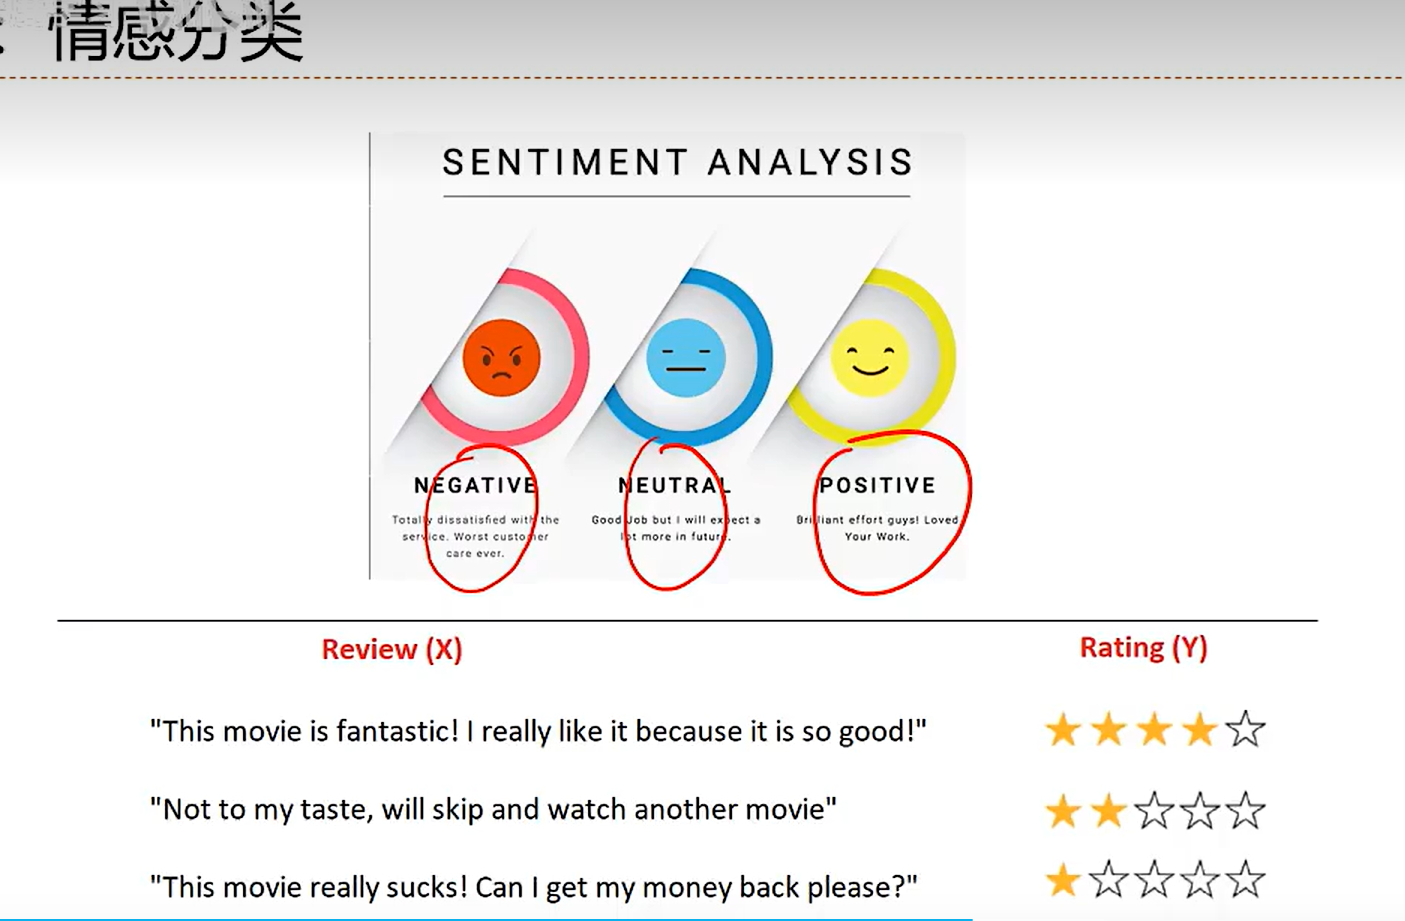 : 情感分类
SENTIMENT ANALYSIS
NEGATIVE
Totally dissatisfied with the
service. Worst customer
care ever.
NEUTRAL
Good Job but I will expect a
lot more in future.
POSITIVE
Brilliant effort guys! Loved
Your Work.
Review (X)
Rating (Y)
"This movie is fantastic! I really like it because it is so good!"
"Not to my taste, will skip and watch another movie"
"This movie really sucks! Can I get my money back please?"